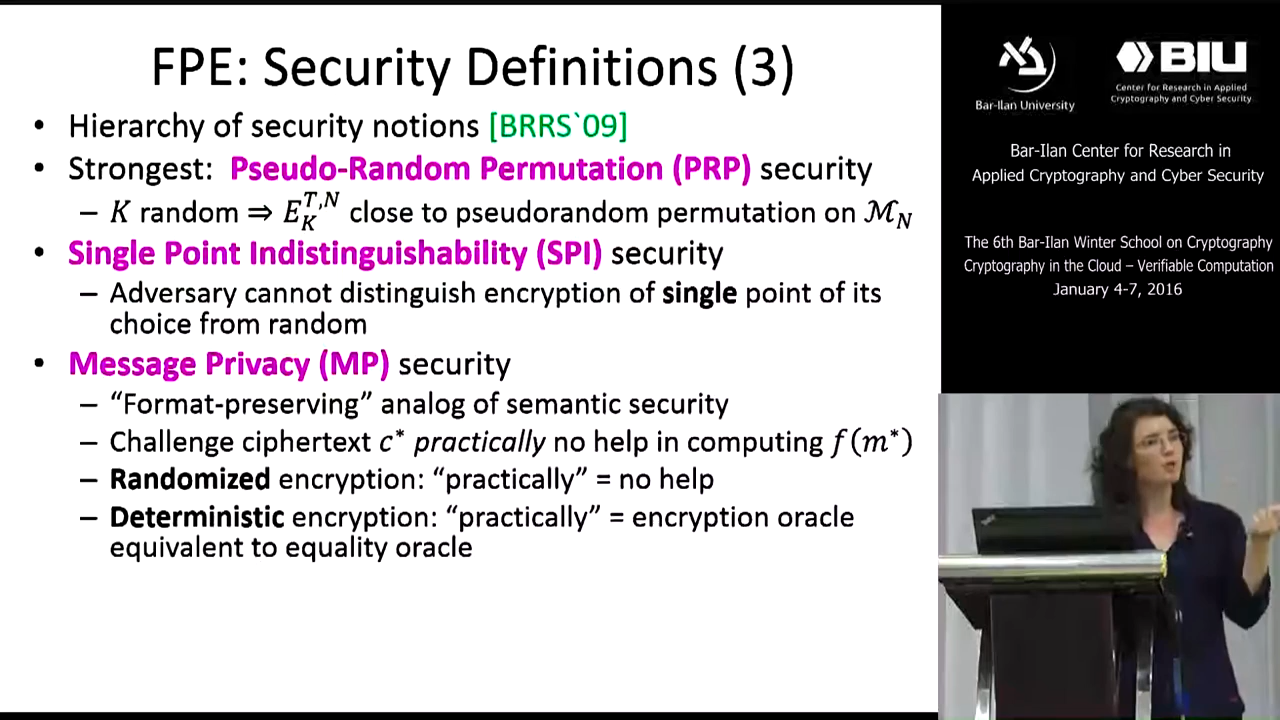 FPE: Security Definitions (3)
• Hierarchy of security notions [BRRS`09]
• Strongest: Pseudo-Random Permutation (PRP) security
– K random ⇒ E_K^{T,N} close to pseudorandom permutation on ℳ_N
• Single Point Indistinguishability (SPI) security
– Adversary cannot distinguish encryption of single point of its
choice from random
• Message Privacy (MP) security
– “Format-preserving” analog of semantic security
– Challenge ciphertext c* practically no help in computing f(m*)
– Randomized encryption: “practically” = no help
– Deterministic encryption: “practically” = encryption oracle
equivalent to equality oracle
Bar-Ilan University
BIU
Center for Research in Applied
Cryptography and Cyber Security
Bar-Ilan Center for Research in
Applied Cryptography and Cyber Security
The 6th Bar-Ilan Winter School on Cryptography
Cryptography in the Cloud – Verifiable Computation
January 4-7, 2016